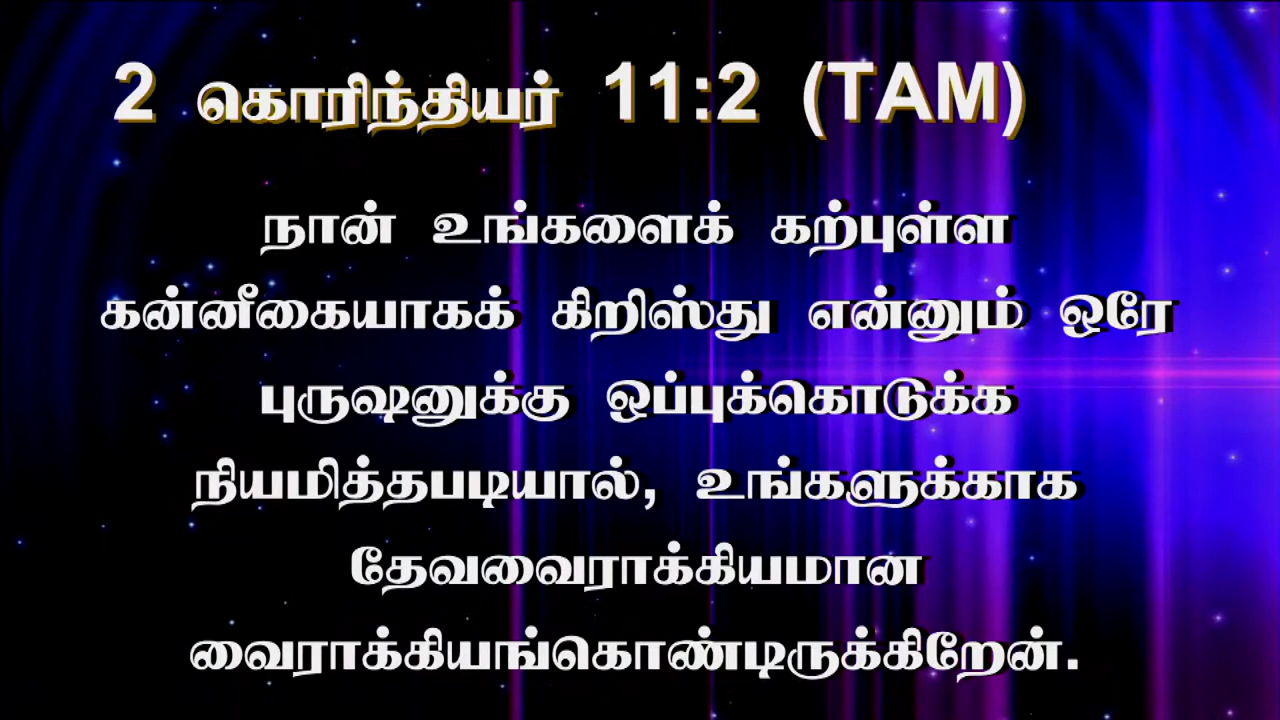 2 கொரிந்தியர் 11:2 (TAM)
நான் உங்களைக் கற்புள்ள
கன்னீகையாகக் கிறிஸ்து என்னும் ஒரே
புருஷனுக்கு ஒப்புக்கொடுக்க
நியமித்தபடியால், உங்களுக்காக
தேவவைராக்கியமான
வைராக்கியங்கொண்டிருக்கிறேன்.